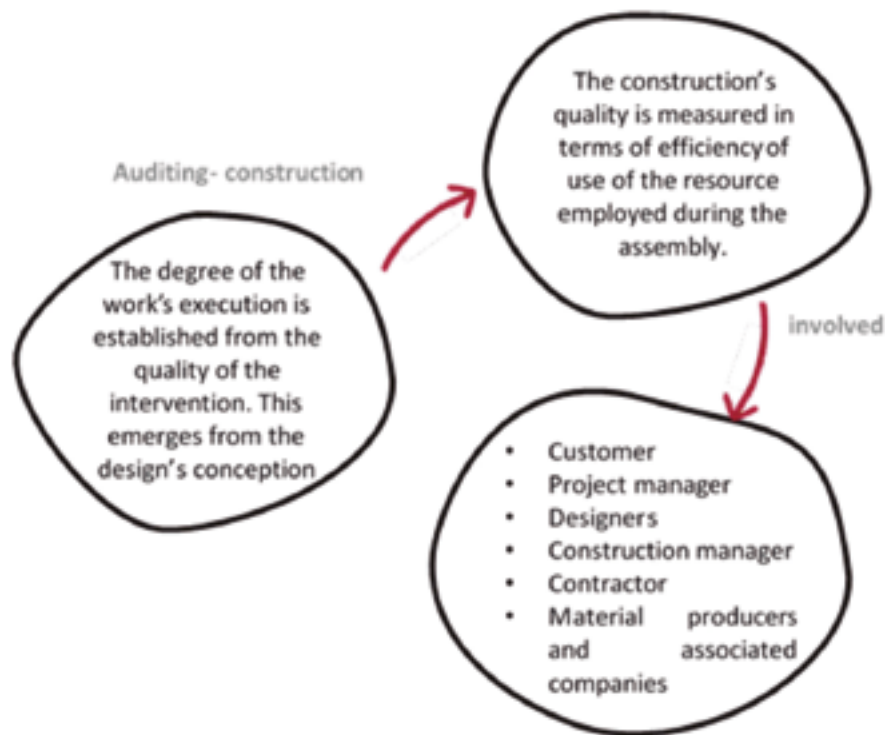 Auditing- construction
The degree of the
work's execution is
established from the
quality of the
intervention. This
emerges from the
design's conception
The construction's
quality is measured in
terms of efficiency of
use of the resource
employed during the
assembly.
involved
• Customer
• Project manager
• Designers
• Construction manager
• Contractor
• Material producers
and associated
companies